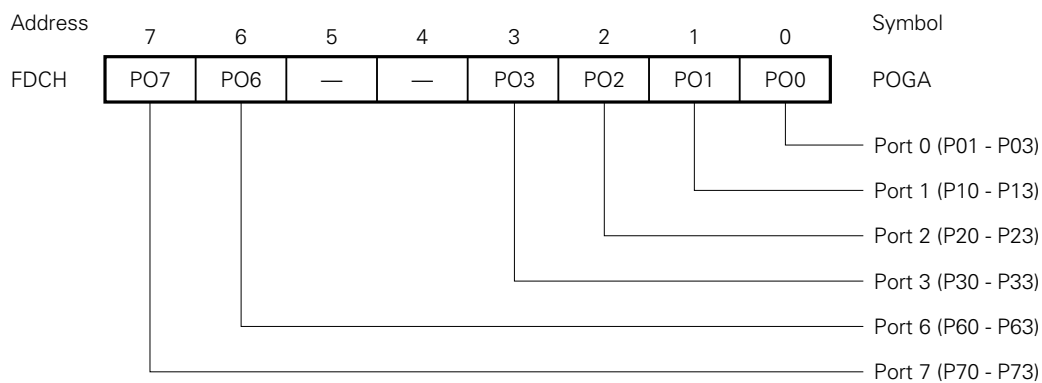 Address 7 6 5 4 3 2 1 0 Symbol
FDCH PO7 PO6 — — PO3 PO2 PO1 PO0 POGA
Port 0 (P01 - P03)
Port 1 (P10 - P13)
Port 2 (P20 - P23)
Port 3 (P30 - P33)
Port 6 (P60 - P63)
Port 7 (P70 - P73)